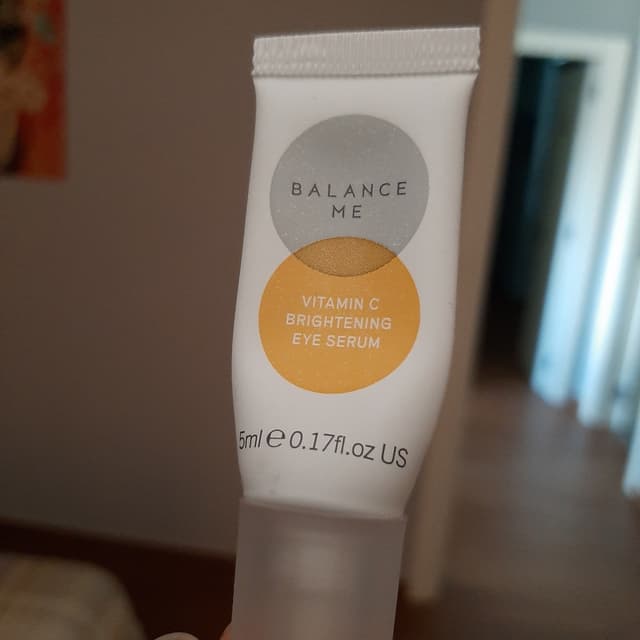 BALANCE
ME
VITAMIN C
BRIGHTENING
EYE SERUM
5ml e 0.17fl.oz US